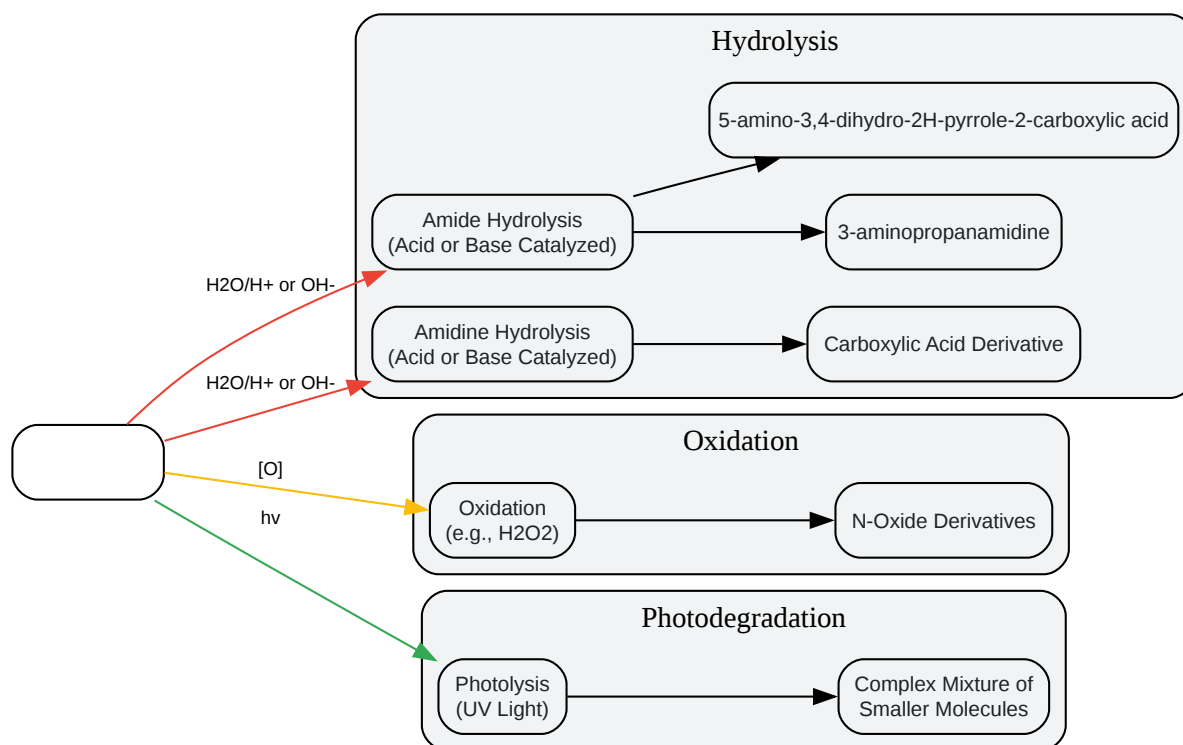 Hydrolysis
5-amino-3,4-dihydro-2H-pyrrole-2-carboxylic acid
Amide Hydrolysis
(Acid or Base Catalyzed)
3-aminopropanamidine
H2O/H+ or OH-
Amidine Hydrolysis
(Acid or Base Catalyzed)
Carboxylic Acid Derivative
H2O/H+ or OH-
Oxidation
[O]
Oxidation
(e.g., H2O2)
N-Oxide Derivatives
hv
Photodegradation
Photolysis
(UV Light)
Complex Mixture of
Smaller Molecules